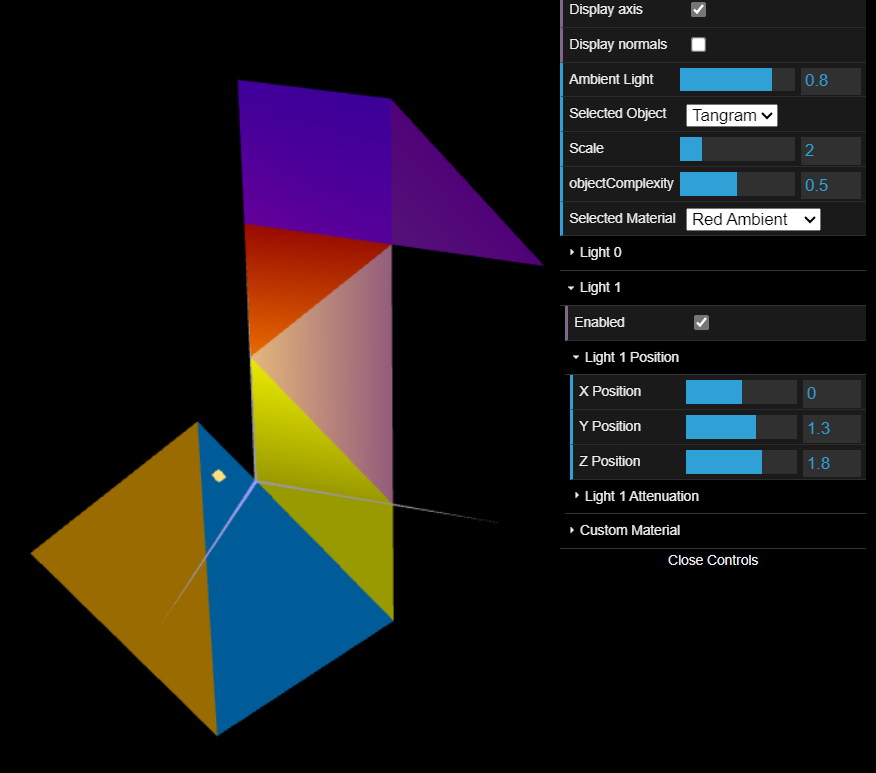 Display axis
Display normals
Ambient Light 0.8
Selected Object Tangram
Scale 2
objectComplexity 0.5
Selected Material Red Ambient
Light 0
Light 1
Enabled
Light 1 Position
X Position 0
Y Position 1.3
Z Position 1.8
Light 1 Attenuation
Custom Material
Close Controls